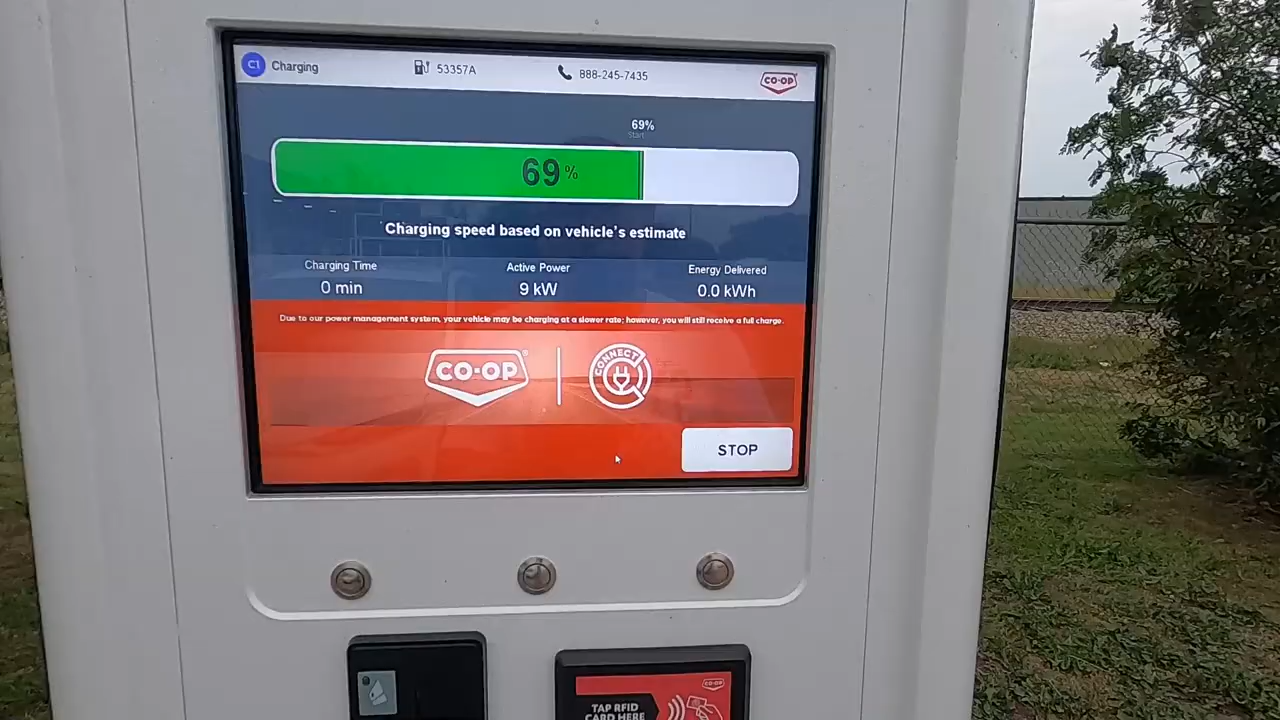 C1 Charging 53357A 888-245-7435 CO-OP
69%
Start
69%
Charging speed based on vehicle's estimate
Charging Time Active Power Energy Delivered
0 min 9 kW 0.0 kWh
Due to our power management system, your vehicle may be charging at a slower rate; however, you will still receive a full charge.
CO-OP CONNECT
STOP
CO-OP
TAP RFID
CARD HERE